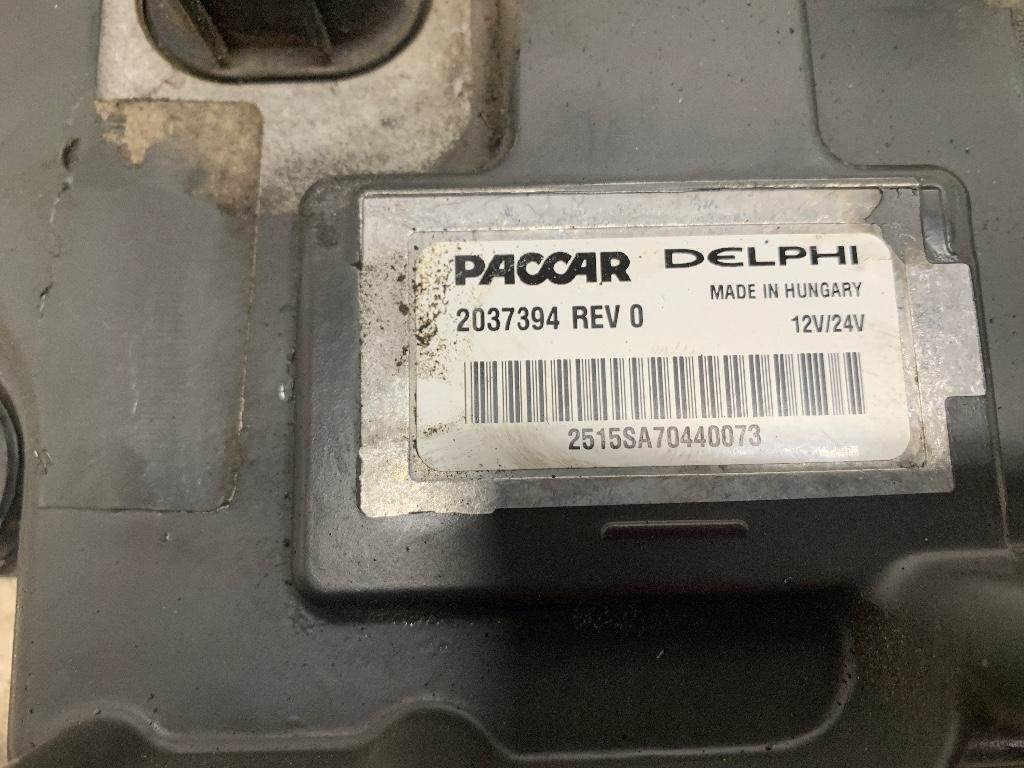 PACCAR DELPHI
MADE IN HUNGARY
2037394 REV 0 12V/24V
2515SA70440073